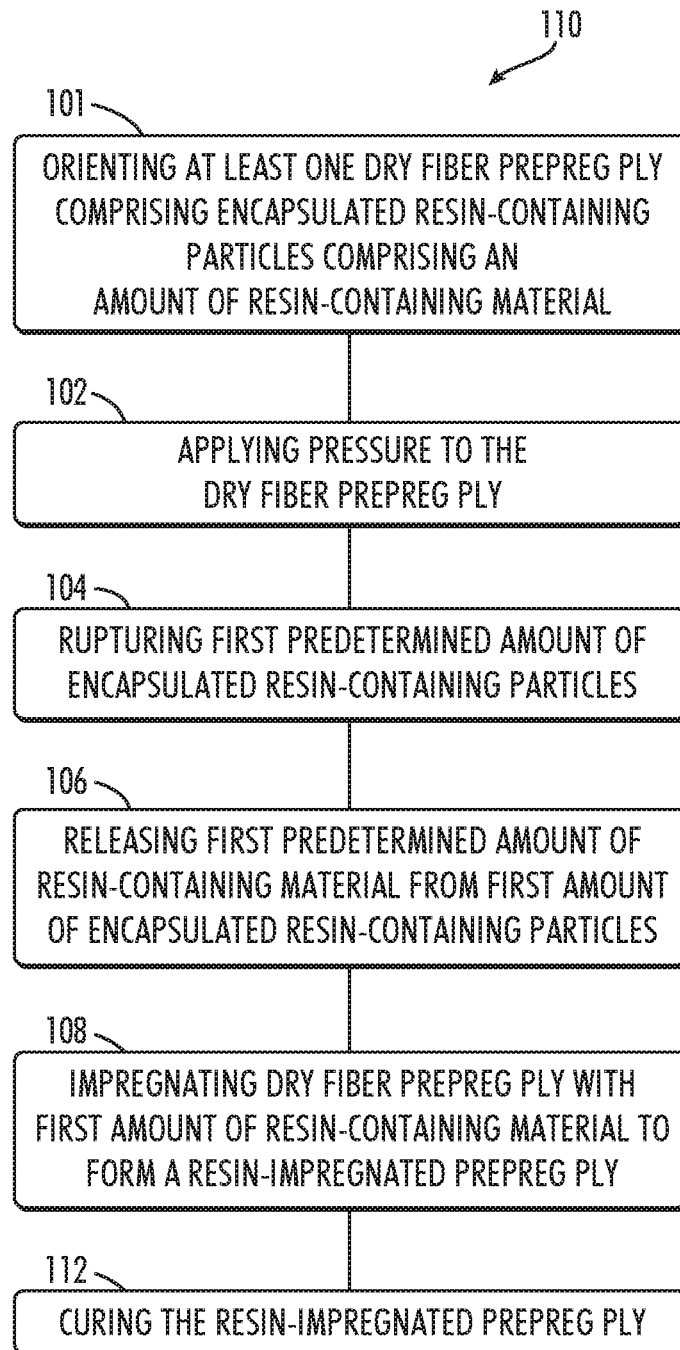 110
101
ORIENTING AT LEAST ONE DRY FIBER PREPREG PLY
COMPRISING ENCAPSULATED RESIN-CONTAINING
PARTICLES COMPRISING AN
AMOUNT OF RESIN-CONTAINING MATERIAL
102
APPLYING PRESSURE TO THE
DRY FIBER PREPREG PLY
104
RUPTURING FIRST PREDETERMINED AMOUNT OF
ENCAPSULATED RESIN-CONTAINING PARTICLES
106
RELEASING FIRST PREDETERMINED AMOUNT OF
RESIN-CONTAINING MATERIAL FROM FIRST AMOUNT
OF ENCAPSULATED RESIN-CONTAINING PARTICLES
108
IMPREGNATING DRY FIBER PREPREG PLY WITH
FIRST AMOUNT OF RESIN-CONTAINING MATERIAL TO
FORM A RESIN-IMPREGNATED PREPREG PLY
112
CURING THE RESIN-IMPREGNATED PREPREG PLY